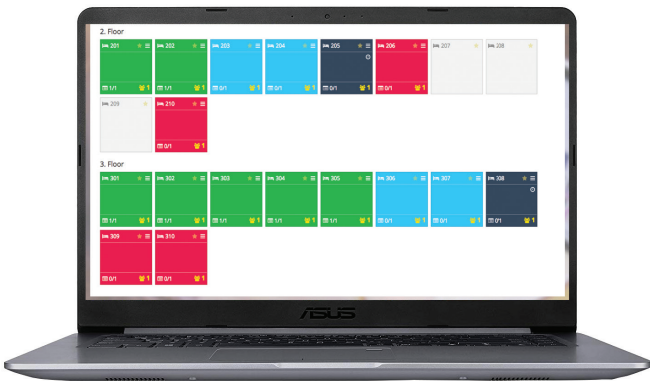 2. Floor
201 202 203 204 205 206 207 208
1/1 1 1/1 1 0/1 1 0/1 1 0/1 1 0/1 1
209 210
0/1 1
3. Floor
301 302 303 304 305 306 307 308
1/1 1 1/1 1 1/1 1 1/1 1 1/1 1 0/1 1 0/1 1 0/1 1
309 310
0/1 1 0/1 1
ASUS